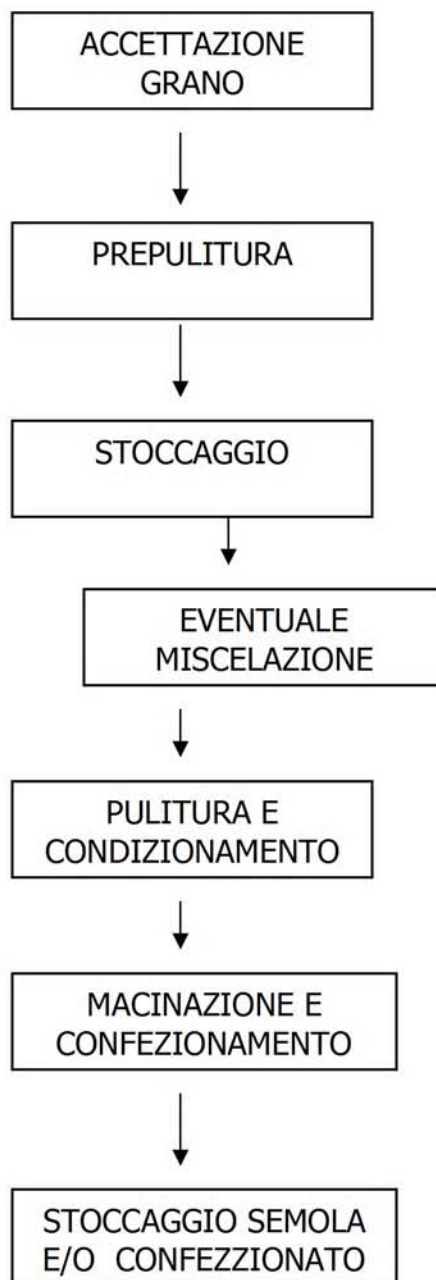 ACCETTAZIONE
GRANO
PREPULITURA
STOCCAGGIO
EVENTUALE
MISCELAZIONE
PULITURA E
CONDIZIONAMENTO
MACINAZIONE E
CONFEZIONAMENTO
STOCCAGGIO SEMOLA
E/O CONFEZZIONATO